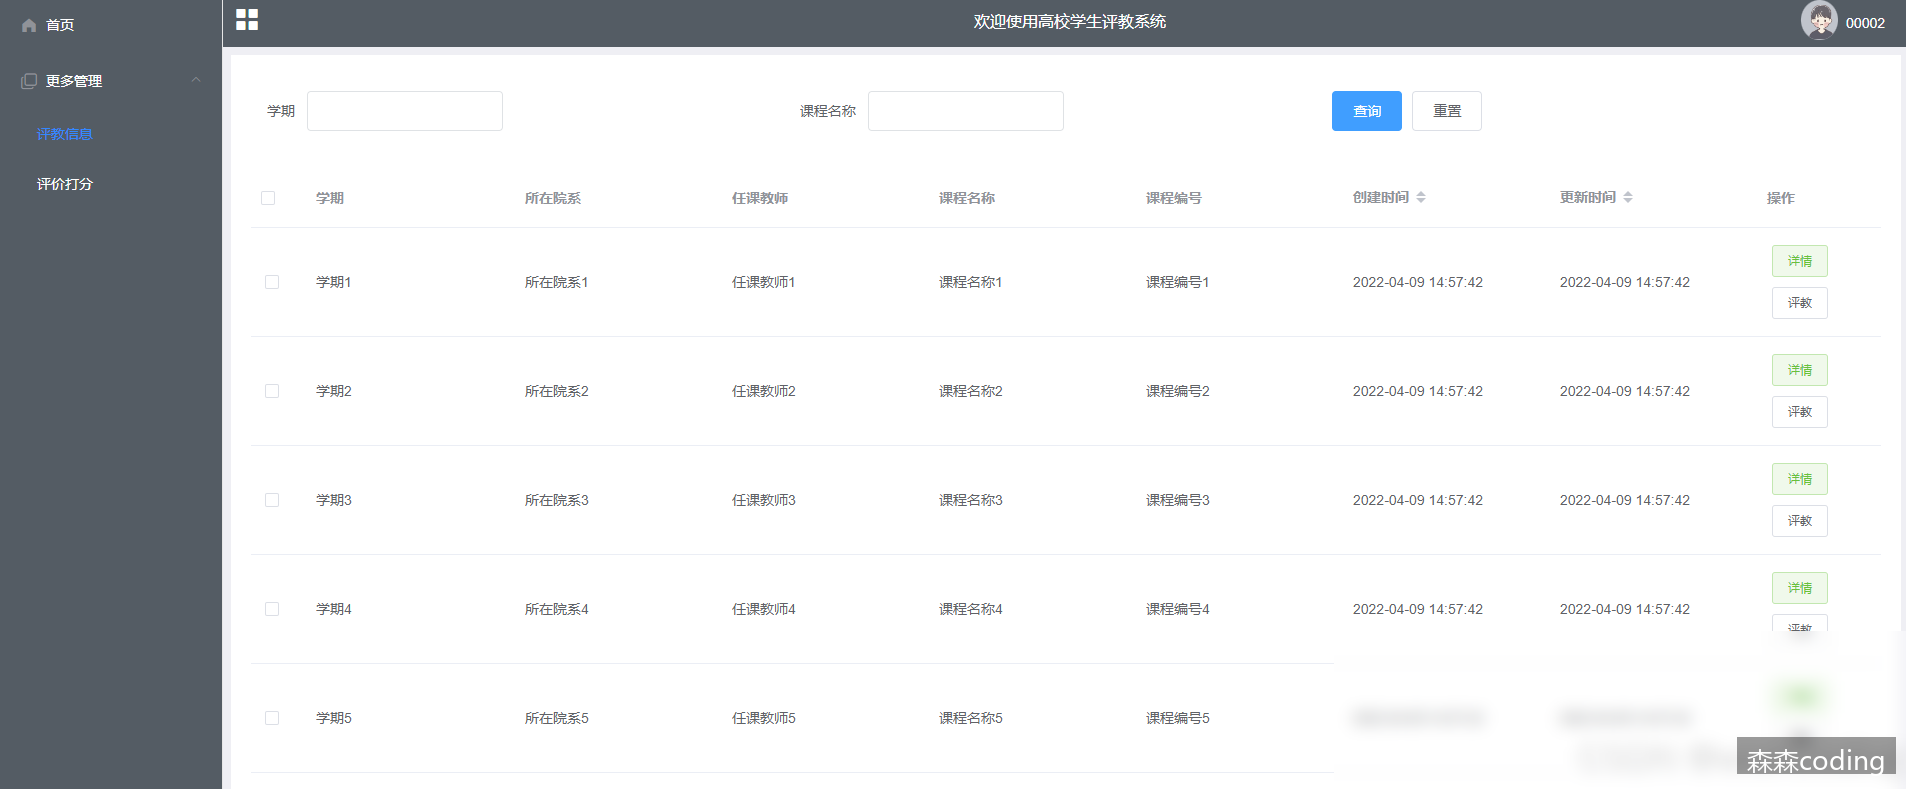 首页
欢迎使用高校学生评教系统
00002
更多管理
评教信息
评价打分
学期
课程名称
查询
重置
学期 所在院系 任课教师 课程名称 课程编号 创建时间 更新时间 操作
学期1 所在院系1 任课教师1 课程名称1 课程编号1 2022-04-09 14:57:42 2022-04-09 14:57:42 详情
评教
学期2 所在院系2 任课教师2 课程名称2 课程编号2 2022-04-09 14:57:42 2022-04-09 14:57:42 详情
评教
学期3 所在院系3 任课教师3 课程名称3 课程编号3 2022-04-09 14:57:42 2022-04-09 14:57:42 详情
评教
学期4 所在院系4 任课教师4 课程名称4 课程编号4 2022-04-09 14:57:42 2022-04-09 14:57:42 详情
评教
学期5 所在院系5 任课教师5 课程名称5 课程编号5
森森coding